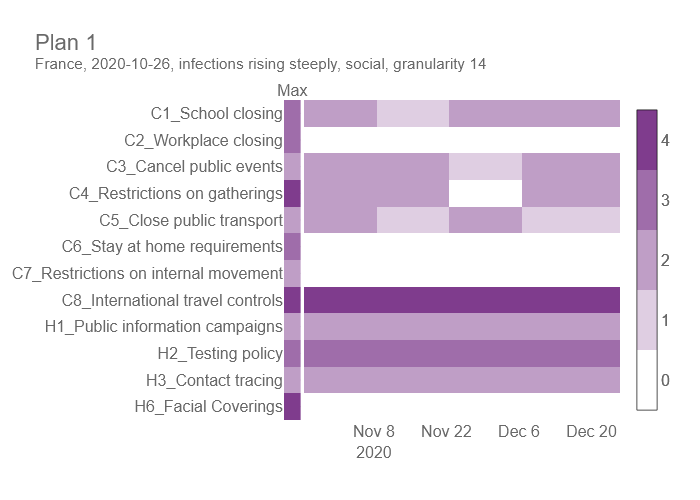 Plan 1
France, 2020-10-26, infections rising steeply, social, granularity 14
Max
C1_School closing
C2_Workplace closing
C3_Cancel public events
C4_Restrictions on gatherings
C5_Close public transport
C6_Stay at home requirements
C7_Restrictions on internal movement
C8_International travel controls
H1_Public information campaigns
H2_Testing policy
H3_Contact tracing
H6_Facial Coverings
4
3
2
1
0
Nov 8 Nov 22 Dec 6 Dec 20
2020